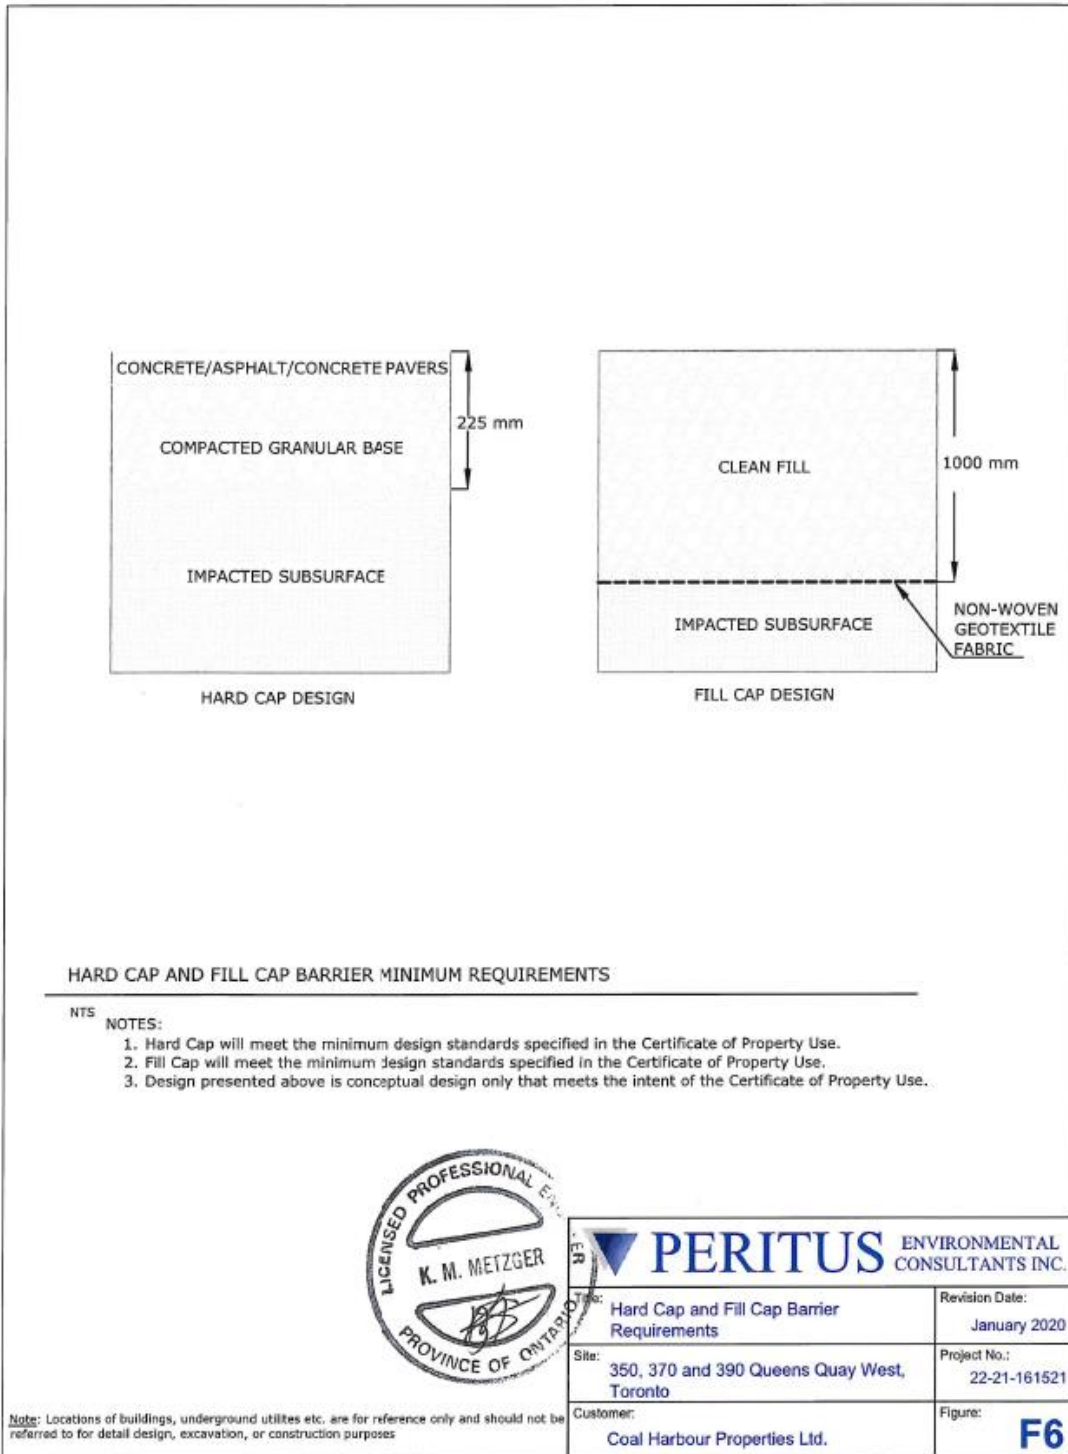 CONCRETE/ASPHALT/CONCRETE PAVERS
225 mm
COMPACTED GRANULAR BASE
IMPACTED SUBSURFACE
HARD CAP DESIGN
CLEAN FILL
1000 mm
IMPACTED SUBSURFACE
NON-WOVEN
GEOTEXTILE
FABRIC
FILL CAP DESIGN
HARD CAP AND FILL CAP BARRIER MINIMUM REQUIREMENTS
NTS
NOTES:
1. Hard Cap will meet the minimum design standards specified in the Certificate of Property Use.
2. Fill Cap will meet the minimum design standards specified in the Certificate of Property Use.
3. Design presented above is conceptual design only that meets the intent of the Certificate of Property Use.
LICENSED PROFESSIONAL
K. M. METZGER
PROVINCE OF ONTARIO
PERITUS ENVIRONMENTAL
CONSULTANTS INC.
Title:
Hard Cap and Fill Cap Barrier
Requirements
Revision Date:
January 2020
Site:
350, 370 and 390 Queens Quay West,
Toronto
Project No.:
22-21-161521
Customer:
Coal Harbour Properties Ltd.
Figure:
F6
Note: Locations of buildings, underground utilites etc. are for reference only and should not be
referred to for detail design, excavation, or construction purposes